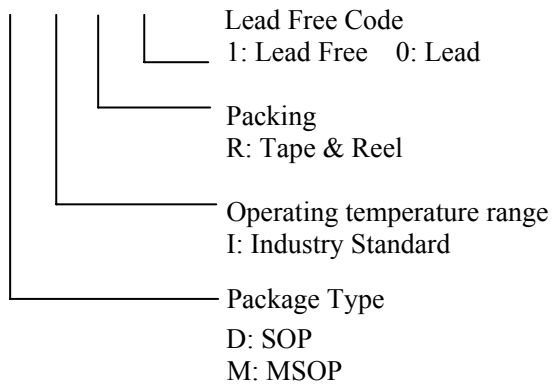 Lead Free Code
1: Lead Free 0: Lead
Packing
R: Tape & Reel
Operating temperature range
I: Industry Standard
Package Type
D: SOP
M: MSOP